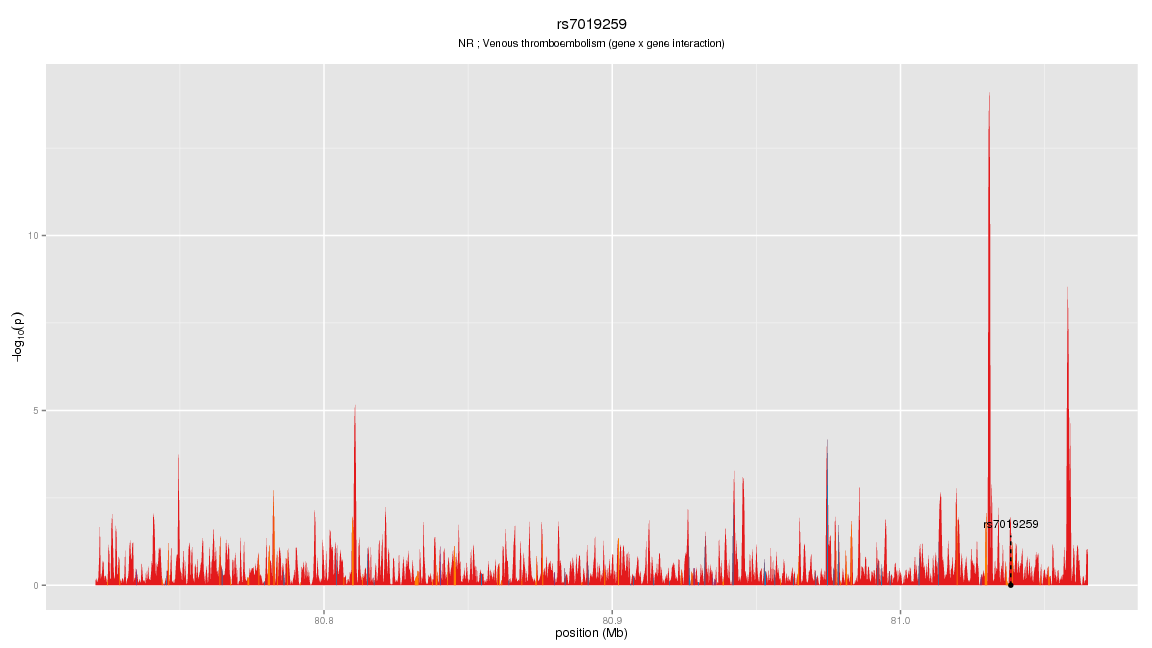 rs7019259
NR ; Venous thromboembolism (gene x gene interaction)
−log10(p)
10
5
0
rs7019259
80.8 80.9 81.0
position (Mb)